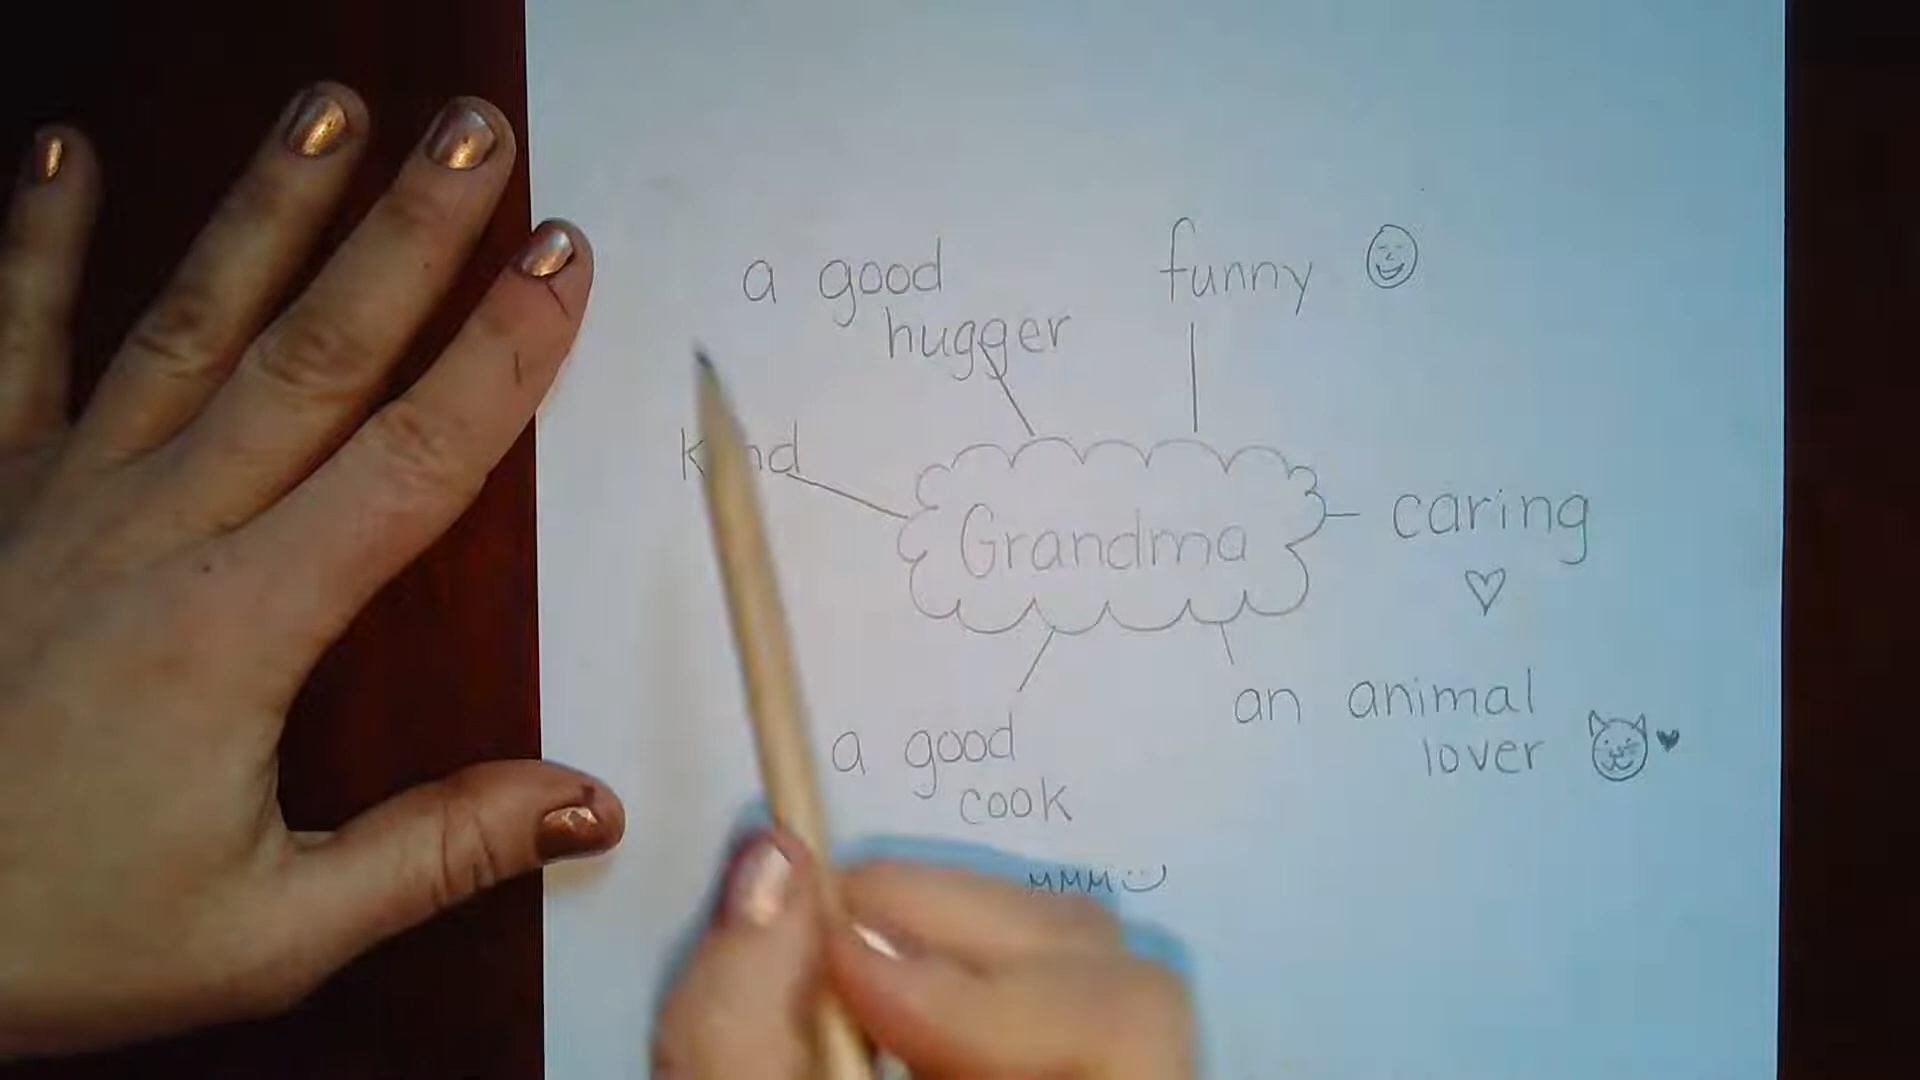 a good
hugger
funny
kind
Grandma
caring
an animal
lover
a good
cook
MMM